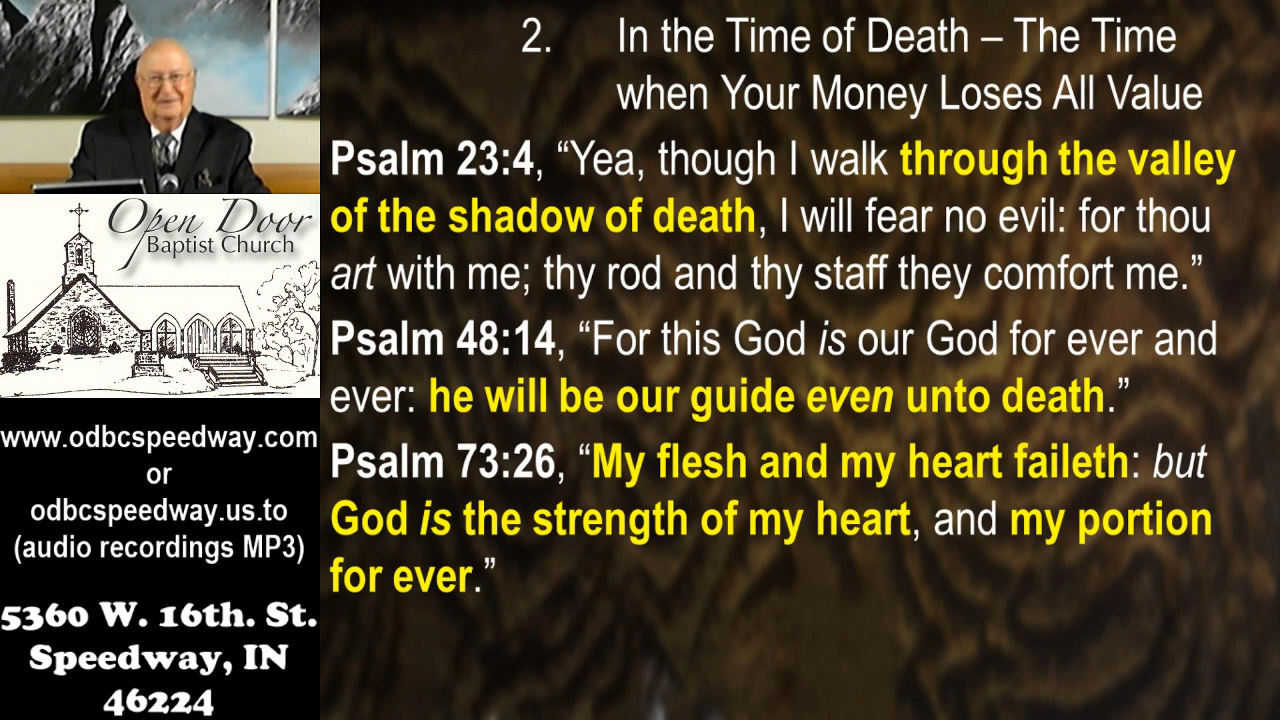 2. In the Time of Death – The Time
when Your Money Loses All Value
Psalm 23:4, “Yea, though I walk through the valley
of the shadow of death, I will fear no evil: for thou
art with me; thy rod and thy staff they comfort me.”
Psalm 48:14, “For this God is our God for ever and
ever: he will be our guide even unto death.”
Psalm 73:26, “My flesh and my heart faileth: but
God is the strength of my heart, and my portion
for ever.”
Open Door
Baptist Church
www.odbcspeedway.com
or
odbcspeedway.us.to
(audio recordings MP3)
5360 W. 16th. St.
Speedway, IN
46224